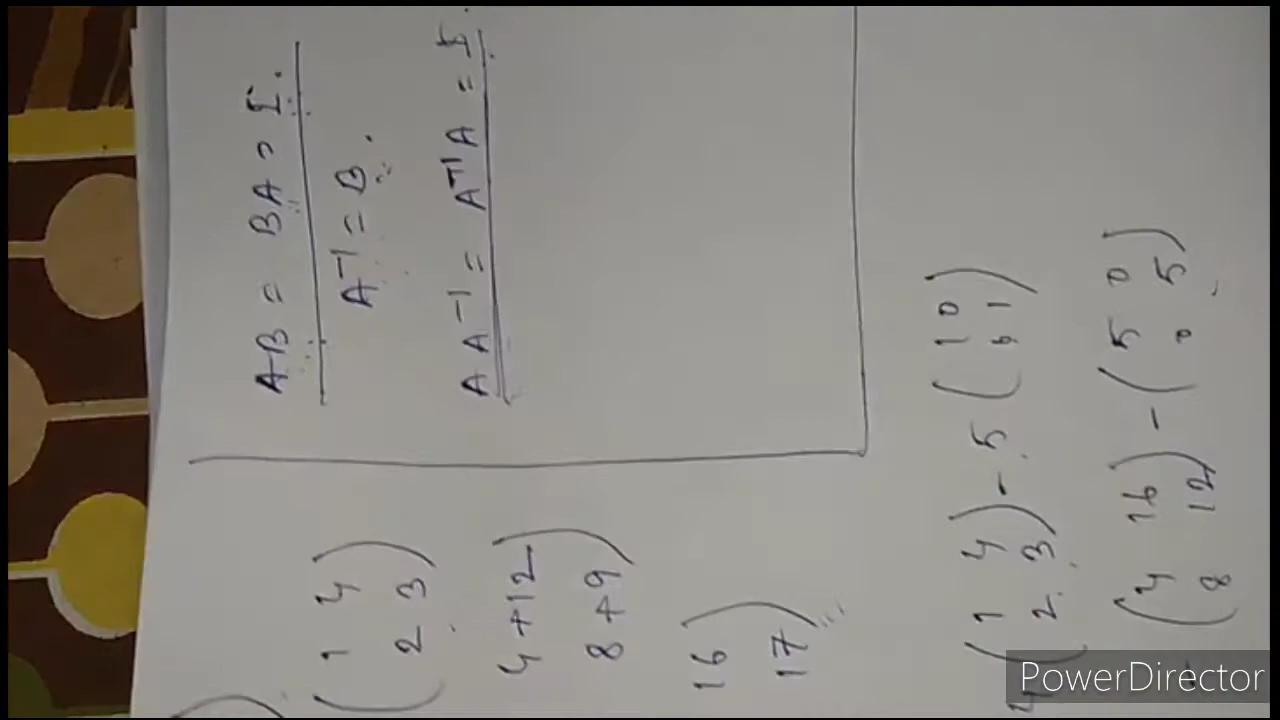 AB = BA = I.
A⁻¹ = B.
A A⁻¹ = A⁻¹A = I.
( 1 4
2 3 )
4+12 )
8+9 )
16 )
17 )
4 ( 1 4
2 3 ) - 5 ( 1 0
0 1 )
( 4 16
8 12 ) - ( 5 0
0 5 )
PowerDirector